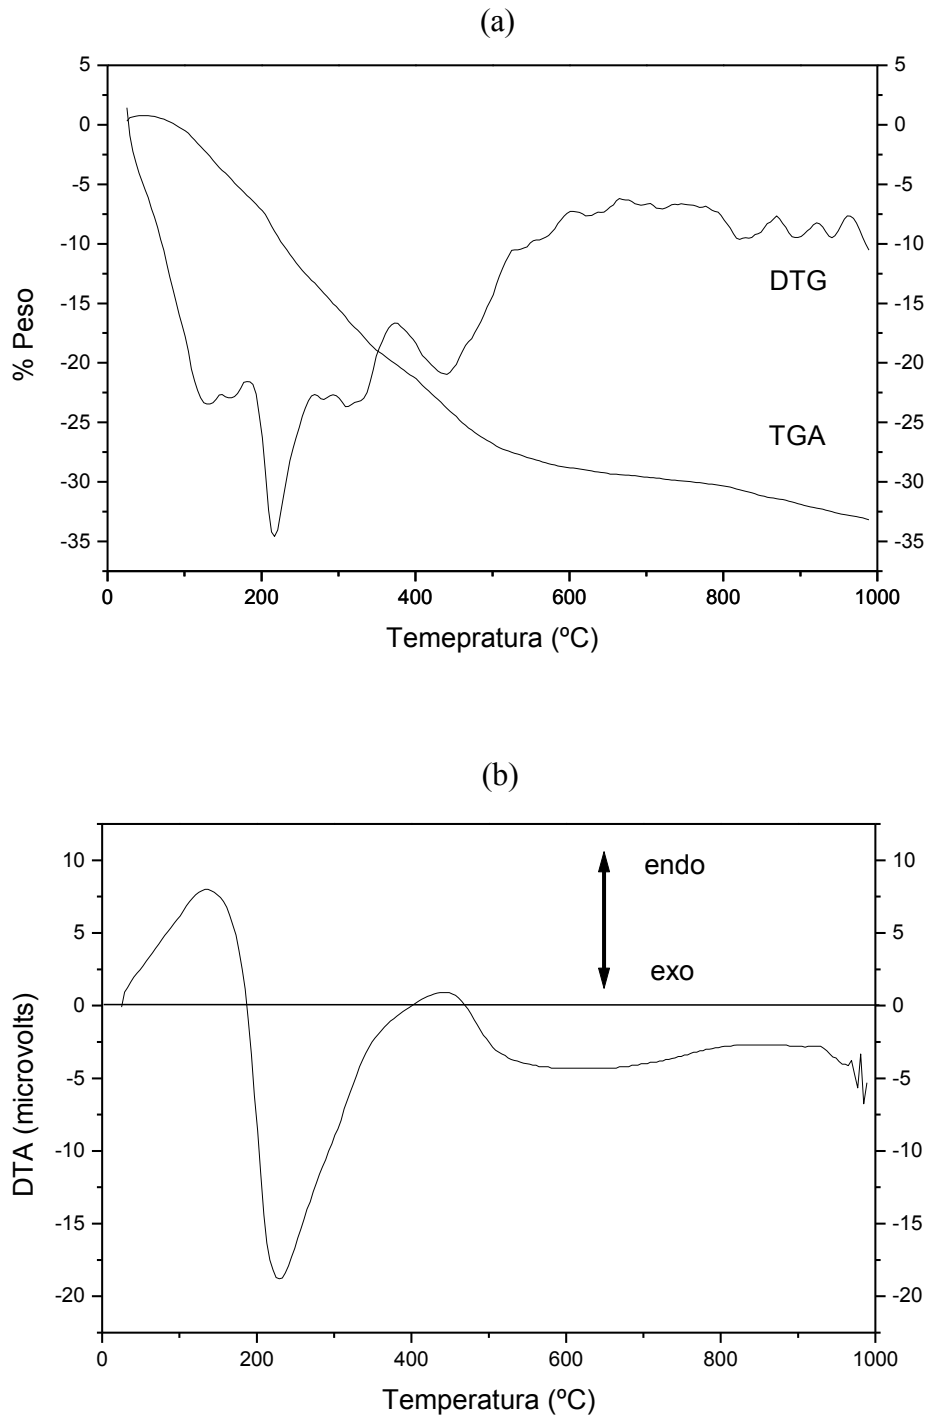 (a)
5 5
0 0
-5 -5
-10 -10
DTG
-15 -15
% Peso
-20 -20
-25 -25
TGA
-30 -30
-35 -35
0 200 400 600 800 1000
Temepratura (ºC)
(b)
10 10
endo
5 5
exo
0 0
DTA (microvolts)
-5 -5
-10 -10
-15 -15
-20 -20
0 200 400 600 800 1000
Temperatura (ºC)